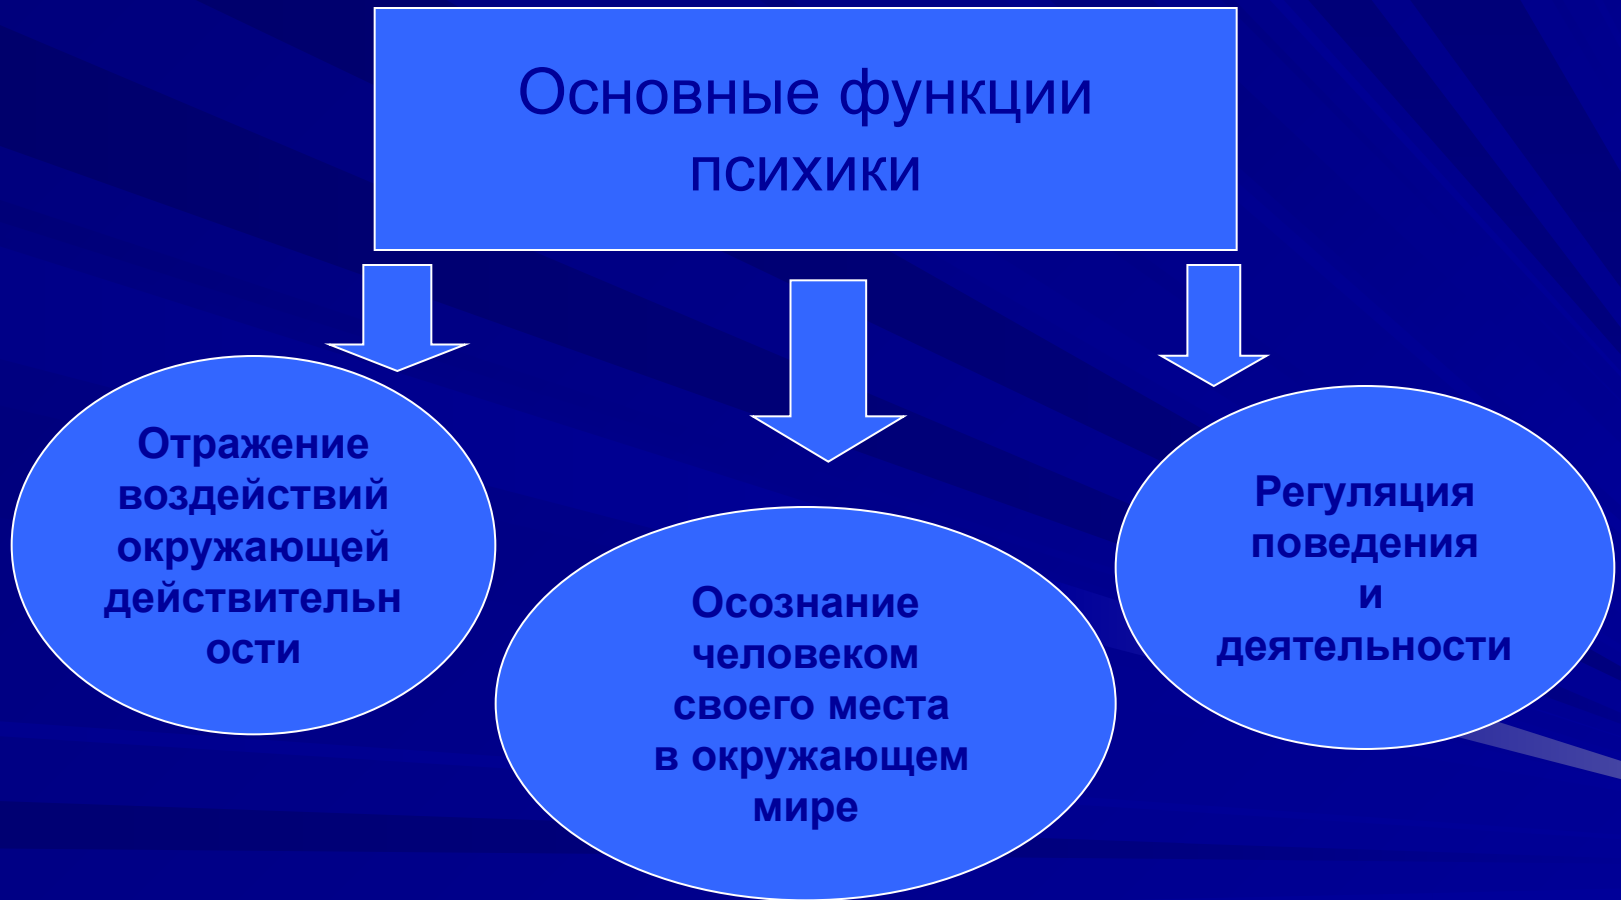 Основные функции
психики
Отражение
воздействий
окружающей
действительн
ости
Осознание
человеком
своего места
в окружающем
мире
Регуляция
поведения
и
деятельности